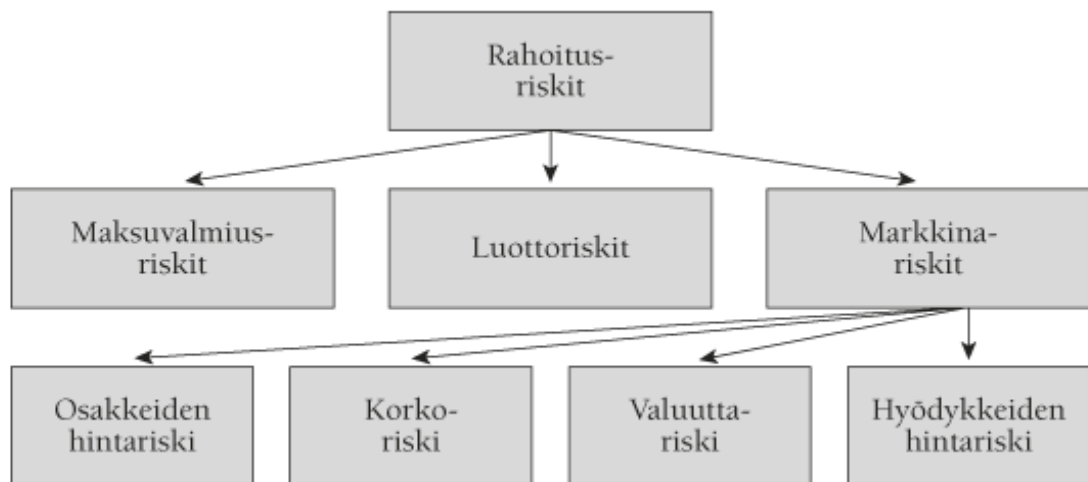 Rahoitus-
riskit
Maksuvalmius-
riskit
Luottoriskit
Markkina-
riskit
Osakkeiden
hintariski
Korko-
riski
Valuutta-
riski
Hyödykkeiden
hintariski